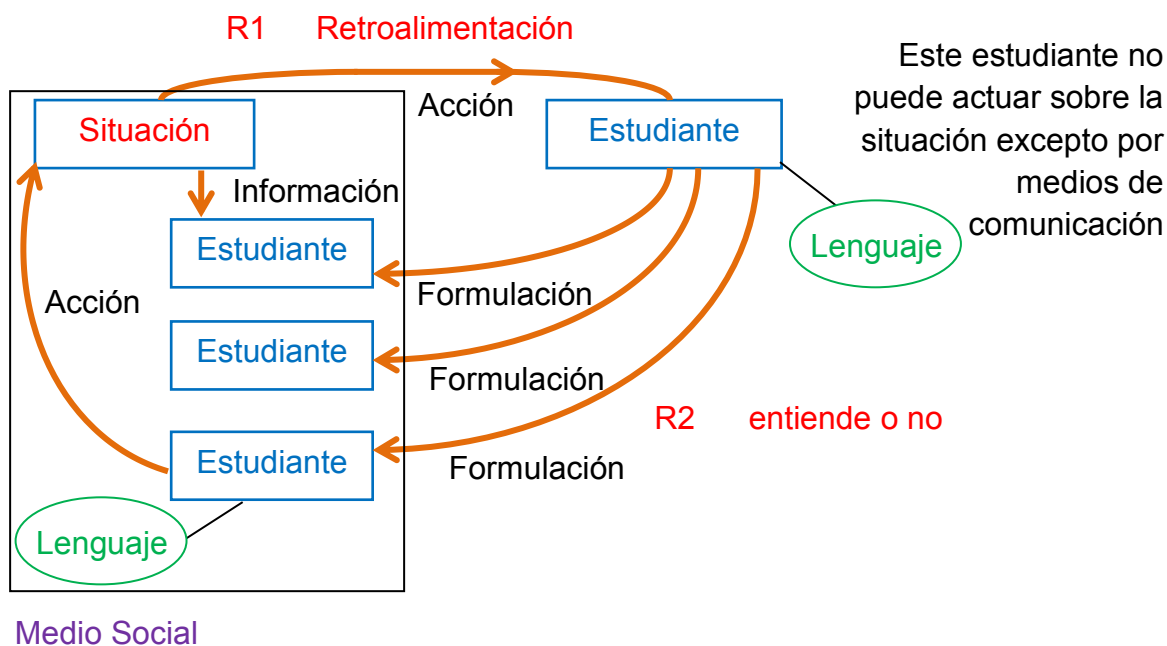 R1 Retroalimentación
Este estudiante no
puede actuar sobre la
situación excepto por
medios de
comunicación
Acción
Situación
Estudiante
Información
Estudiante
Lenguaje
Acción
Formulación
Estudiante
Formulación
R2 entiende o no
Estudiante
Formulación
Lenguaje
Medio Social